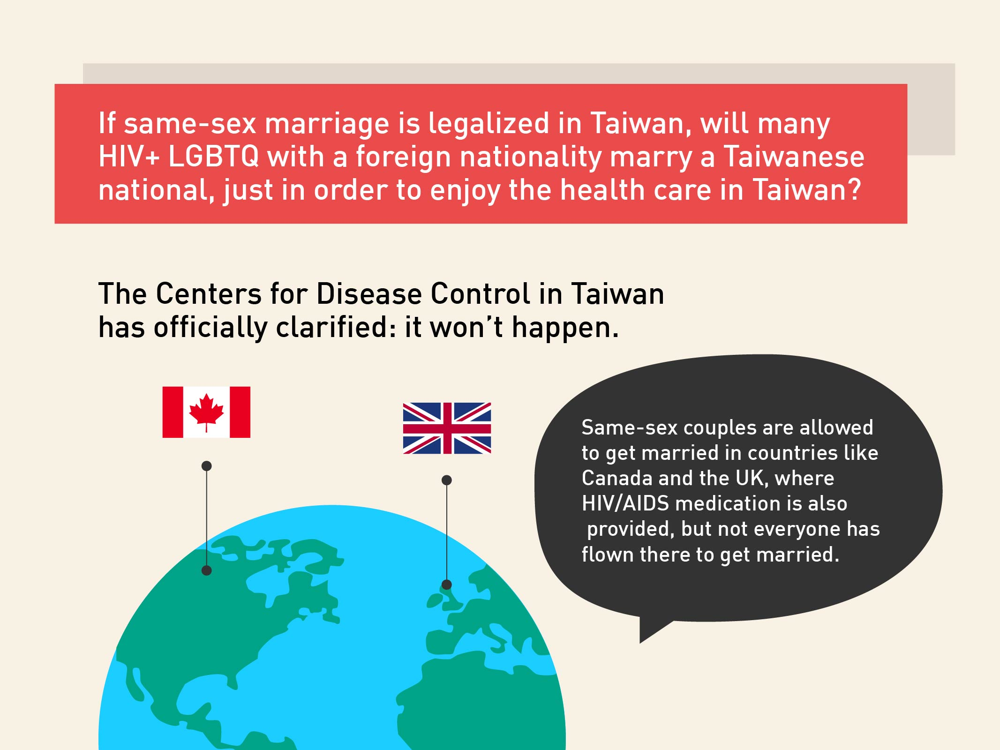 If same-sex marriage is legalized in Taiwan, will many
HIV+ LGBTQ with a foreign nationality marry a Taiwanese
national, just in order to enjoy the health care in Taiwan?
The Centers for Disease Control in Taiwan
has officially clarified: it won't happen.
Same-sex couples are allowed
to get married in countries like
Canada and the UK, where
HIV/AIDS medication is also
provided, but not everyone has
flown there to get married.